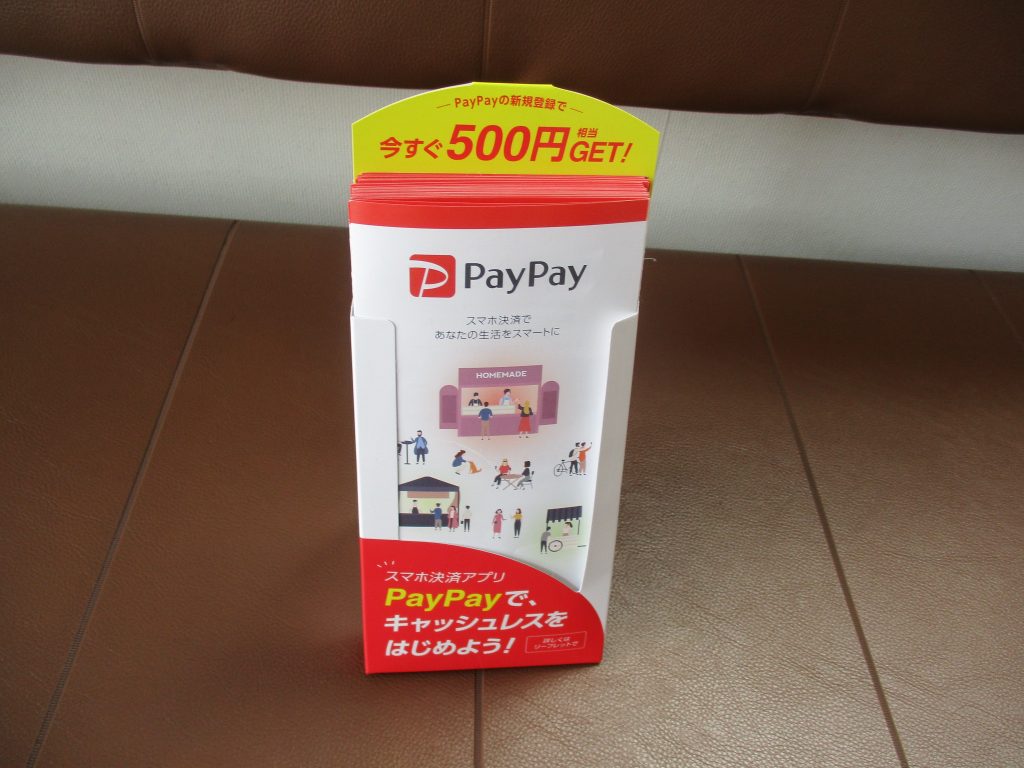 PayPayの新規登録で
今すぐ500円相当GET!
PayPay
スマホ決済で
あなたの生活をスマートに
HOMEMADE
スマホ決済アプリ
PayPayで、
キャッシュレスを
はじめよう!
詳しくは
リーフレットで